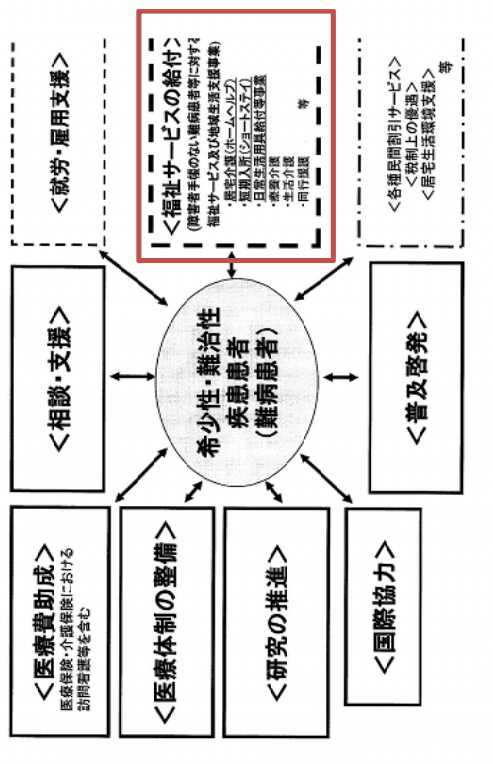 <医療費助成>
医療保険・介護保険における
訪問看護等を含む
<相談・支援>
<就労・雇用支援>
<医療体制の整備>
<研究の推進>
希少性・難治性
疾患患者
(難病患者)
<福祉サービスの給付>
(障害者手帳のない難病患者等に対する
福祉サービス及び地域生活支援事業)
・居宅介護(ホームヘルプ)
・短期入所(ショートステイ)
・日常生活用具給付等事業
・療養介護
・生活介護
・同行援護
等
<国際協力>
<普及啓発>
<各種民間割引サービス>
<税制上の優遇>
<居宅生活環境支援>
等